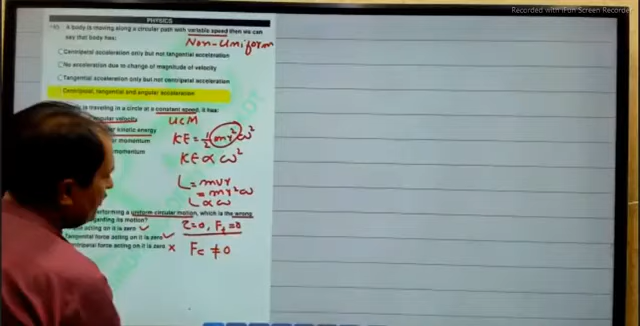 Recorded with iFun Screen Recorder
PHYSICS
A body is moving along a circular path with variable speed then we can
say that body has:
Non-Uniform
Centripetal acceleration only but not tangential acceleration
No acceleration due to change of magnitude of velocity
Tangential acceleration only but not centripetal acceleration
Centripetal, tangential and angular acceleration
is traveling in a circle at a constant speed, it has:
velocity
UCM
kinetic energy
KE = 1/2 mr²ω²
momentum
momentum
KE ∝ ω²
L = mvr
= mr²ω
L ∝ ω
performing a uniform circular motion, which is the wrong
regarding its motion?
τ=0, Ft=0
acting on it is zero ✓
Tangential force acting on it is zero ✓
force acting on it is zero ×
Fc ≠ 0